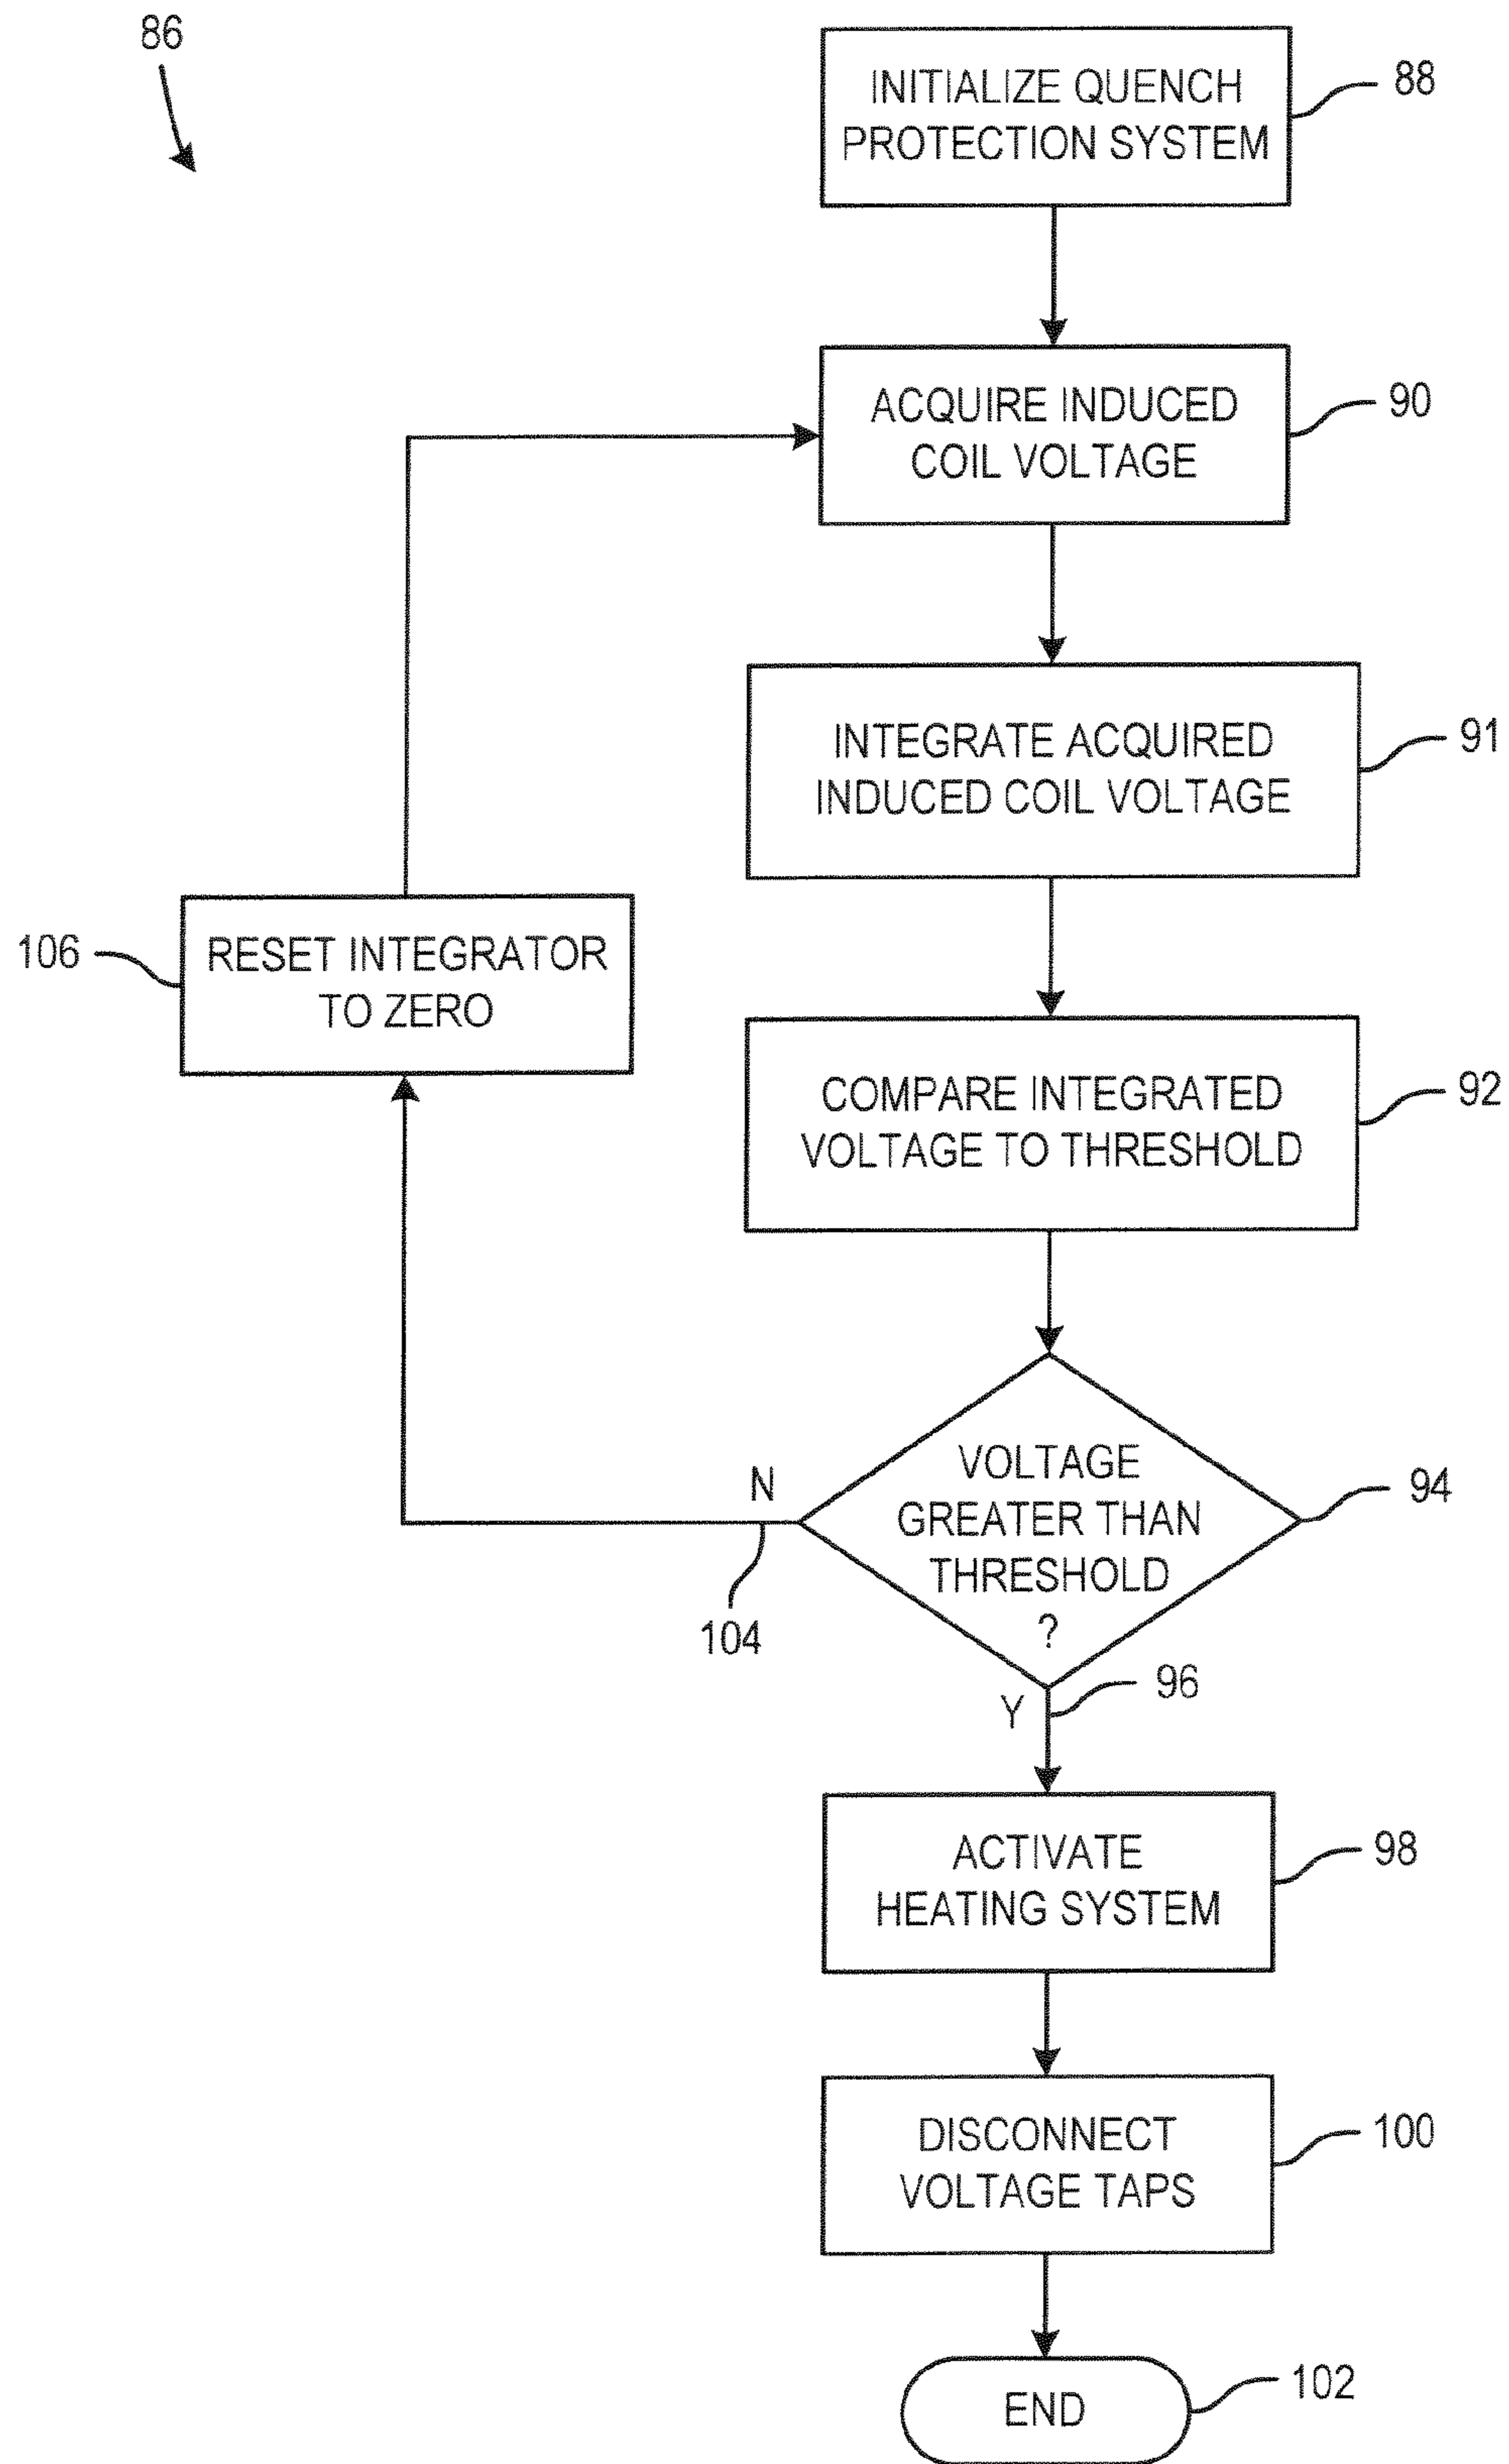 86
INITIALIZE QUENCH
PROTECTION SYSTEM
88
ACQUIRE INDUCED
COIL VOLTAGE
90
INTEGRATE ACQUIRED
INDUCED COIL VOLTAGE
91
106
RESET INTEGRATOR
TO ZERO
COMPARE INTEGRATED
VOLTAGE TO THRESHOLD
92
N
VOLTAGE
GREATER THAN
THRESHOLD
?
94
104
Y
96
ACTIVATE
HEATING SYSTEM
98
DISCONNECT
VOLTAGE TAPS
100
END
102